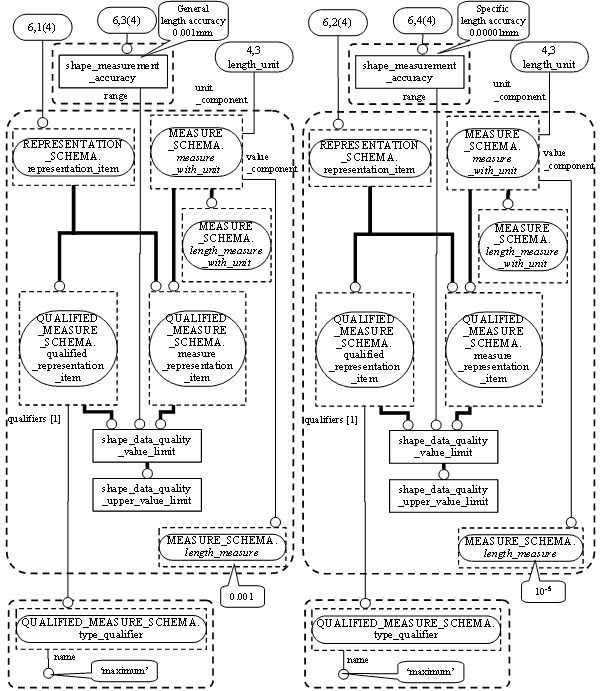 6,1(4)
6,3(4)
General
length accuracy
0.001mm
shape_measurement
_accuracy
range
4,3
length_unit
unit
_component
REPRESENTATION
_SCHEMA.
representation_item
MEASURE
_SCHEMA.
measure
_with_unit
value
_component
MEASURE
_SCHEMA.
length_measure
_with_unit
QUALIFIED
_MEASURE
_SCHEMA.
qualified
_representation
_item
QUALIFIED
_MEASURE
_SCHEMA.
measure
_representation
_item
qualifiers [1]
shape_data_quality
_value_limit
shape_data_quality
_upper_value_limit
MEASURE_SCHEMA.
length_measure
0.001
QUALIFIED_MEASURE_SCHEMA.
type_qualifier
name
‘maximum’
6,2(4)
6,4(4)
Specific
length accuracy
0.00001mm
shape_measurement
_accuracy
range
4,3
length_unit
unit
_component
REPRESENTATION
_SCHEMA.
representation_item
MEASURE
_SCHEMA.
measure
_with_unit
value
_component
MEASURE
_SCHEMA.
length_measure
_with_unit
QUALIFIED
_MEASURE
_SCHEMA.
qualified
_representation
_item
QUALIFIED
_MEASURE
_SCHEMA.
measure
_representation
_item
qualifiers [1]
shape_data_quality
_value_limit
shape_data_quality
_upper_value_limit
MEASURE_SCHEMA.
length_measure
10⁻⁵
QUALIFIED_MEASURE_SCHEMA.
type_qualifier
name
‘maximum’